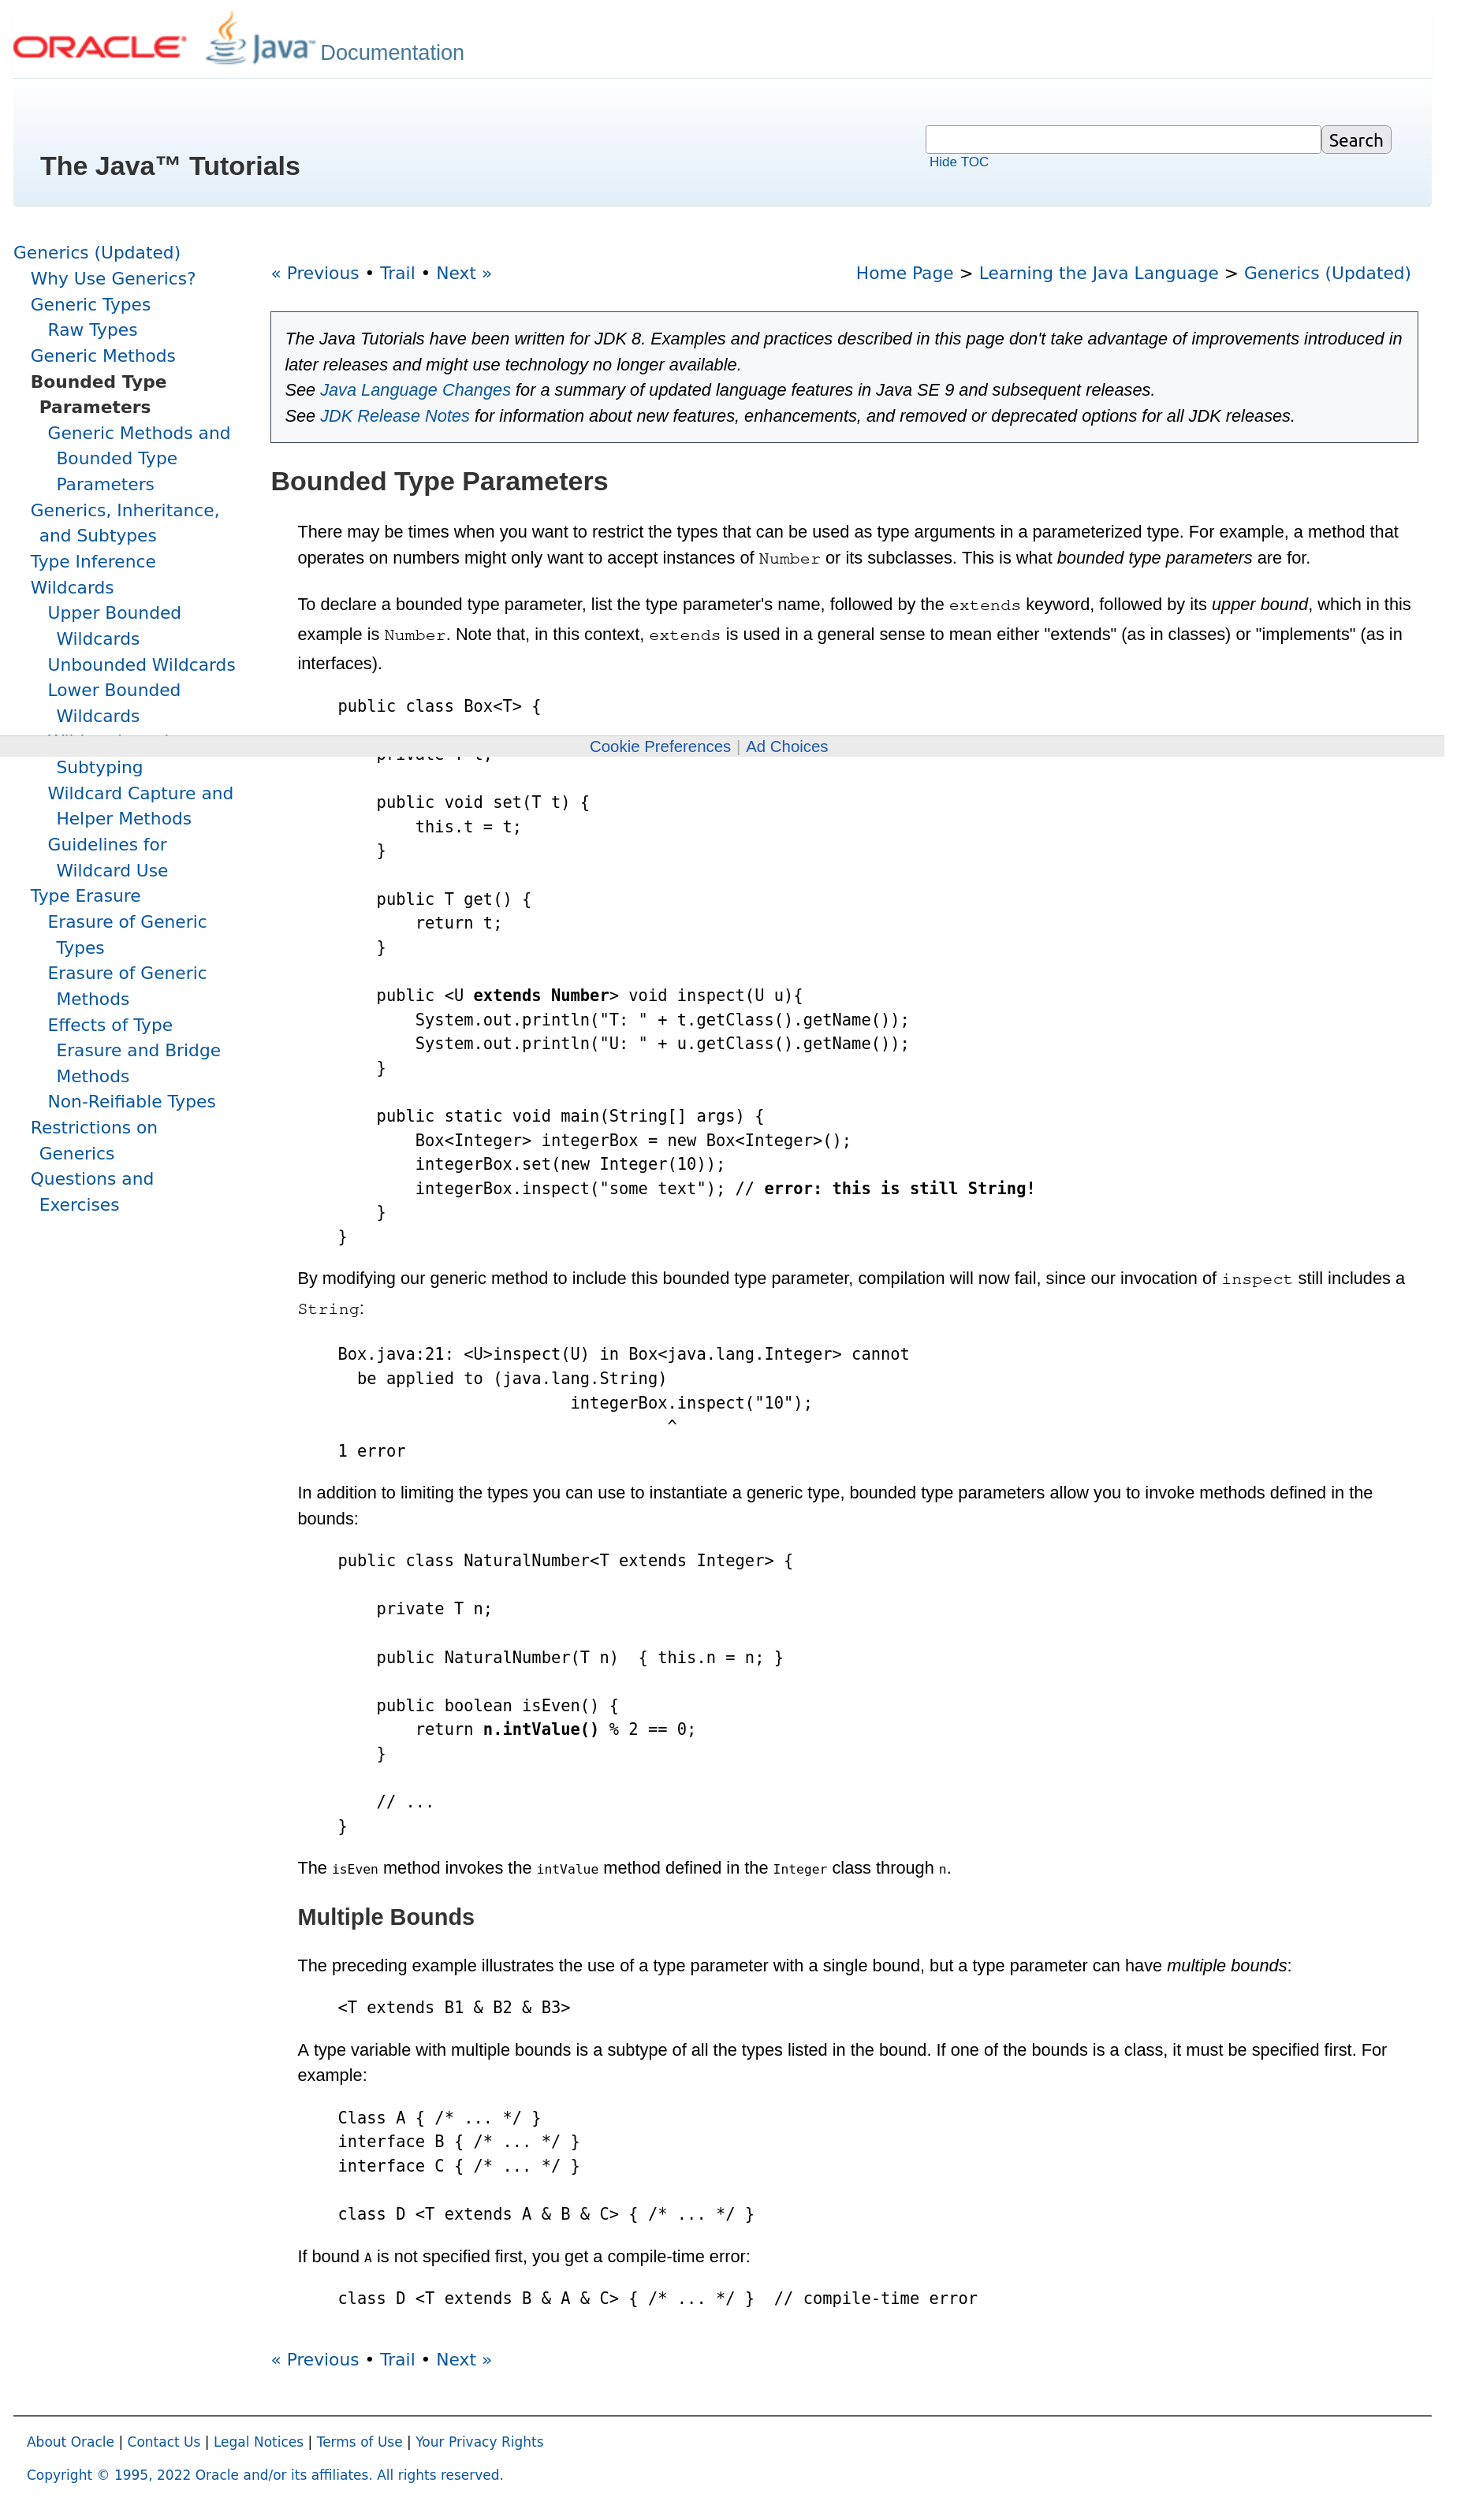 ORACLE Java™ Documentation
Search
The Java™ Tutorials
Hide TOC
Generics (Updated)
Why Use Generics?
Generic Types
Raw Types
Generic Methods
Bounded Type
Parameters
Generic Methods and
Bounded Type
Parameters
Generics, Inheritance,
and Subtypes
Type Inference
Wildcards
Upper Bounded
Wildcards
Unbounded Wildcards
Lower Bounded
Wildcards
Subtyping
Wildcard Capture and
Helper Methods
Guidelines for
Wildcard Use
Type Erasure
Erasure of Generic
Types
Erasure of Generic
Methods
Effects of Type
Erasure and Bridge
Methods
Non-Reifiable Types
Restrictions on
Generics
Questions and
Exercises
« Previous • Trail • Next »
Home Page > Learning the Java Language > Generics (Updated)
The Java Tutorials have been written for JDK 8. Examples and practices described in this page don't take advantage of improvements introduced in
later releases and might use technology no longer available.
See Java Language Changes for a summary of updated language features in Java SE 9 and subsequent releases.
See JDK Release Notes for information about new features, enhancements, and removed or deprecated options for all JDK releases.
Bounded Type Parameters
There may be times when you want to restrict the types that can be used as type arguments in a parameterized type. For example, a method that
operates on numbers might only want to accept instances of Number or its subclasses. This is what bounded type parameters are for.
To declare a bounded type parameter, list the type parameter's name, followed by the extends keyword, followed by its upper bound, which in this
example is Number. Note that, in this context, extends is used in a general sense to mean either "extends" (as in classes) or "implements" (as in
interfaces).
public class Box<T> {
Cookie Preferences | Ad Choices
public void set(T t) {
this.t = t;
}
public T get() {
return t;
}
public <U extends Number> void inspect(U u){
System.out.println("T: " + t.getClass().getName());
System.out.println("U: " + u.getClass().getName());
}
public static void main(String[] args) {
Box<Integer> integerBox = new Box<Integer>();
integerBox.set(new Integer(10));
integerBox.inspect("some text"); // error: this is still String!
}
}
By modifying our generic method to include this bounded type parameter, compilation will now fail, since our invocation of inspect still includes a
String:
Box.java:21: <U>inspect(U) in Box<java.lang.Integer> cannot
be applied to (java.lang.String)
integerBox.inspect("10");
^
1 error
In addition to limiting the types you can use to instantiate a generic type, bounded type parameters allow you to invoke methods defined in the
bounds:
public class NaturalNumber<T extends Integer> {
private T n;
public NaturalNumber(T n) { this.n = n; }
public boolean isEven() {
return n.intValue() % 2 == 0;
}
// ...
}
The isEven method invokes the intValue method defined in the Integer class through n.
Multiple Bounds
The preceding example illustrates the use of a type parameter with a single bound, but a type parameter can have multiple bounds:
<T extends B1 & B2 & B3>
A type variable with multiple bounds is a subtype of all the types listed in the bound. If one of the bounds is a class, it must be specified first. For
example:
Class A { /* ... */ }
interface B { /* ... */ }
interface C { /* ... */ }
class D <T extends A & B & C> { /* ... */ }
If bound A is not specified first, you get a compile-time error:
class D <T extends B & A & C> { /* ... */ } // compile-time error
« Previous • Trail • Next »
About Oracle | Contact Us | Legal Notices | Terms of Use | Your Privacy Rights
Copyright © 1995, 2022 Oracle and/or its affiliates. All rights reserved.